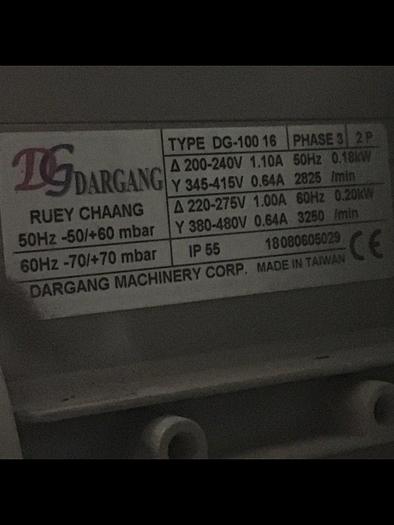 DG DARGANG
RUEY CHAANG
50Hz -50/+60 mbar
60Hz -70/+70 mbar
TYPE DG-100 16 PHASE 3 2 P
Δ 200-240V 1.10A 50Hz 0.18kW
Y 345-415V 0.64A 2825 /min
Δ 220-275V 1.00A 60Hz 0.20kW
Y 380-480V 0.64A 3250 /min
IP 55 18080605029 CE
DARGANG MACHINERY CORP. MADE IN TAIWAN